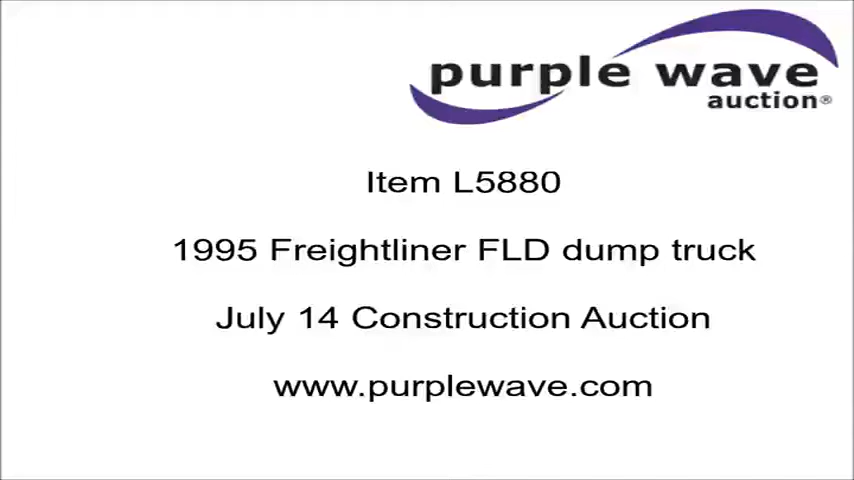 purple wave
auction®
Item L5880
1995 Freightliner FLD dump truck
July 14 Construction Auction
www.purplewave.com